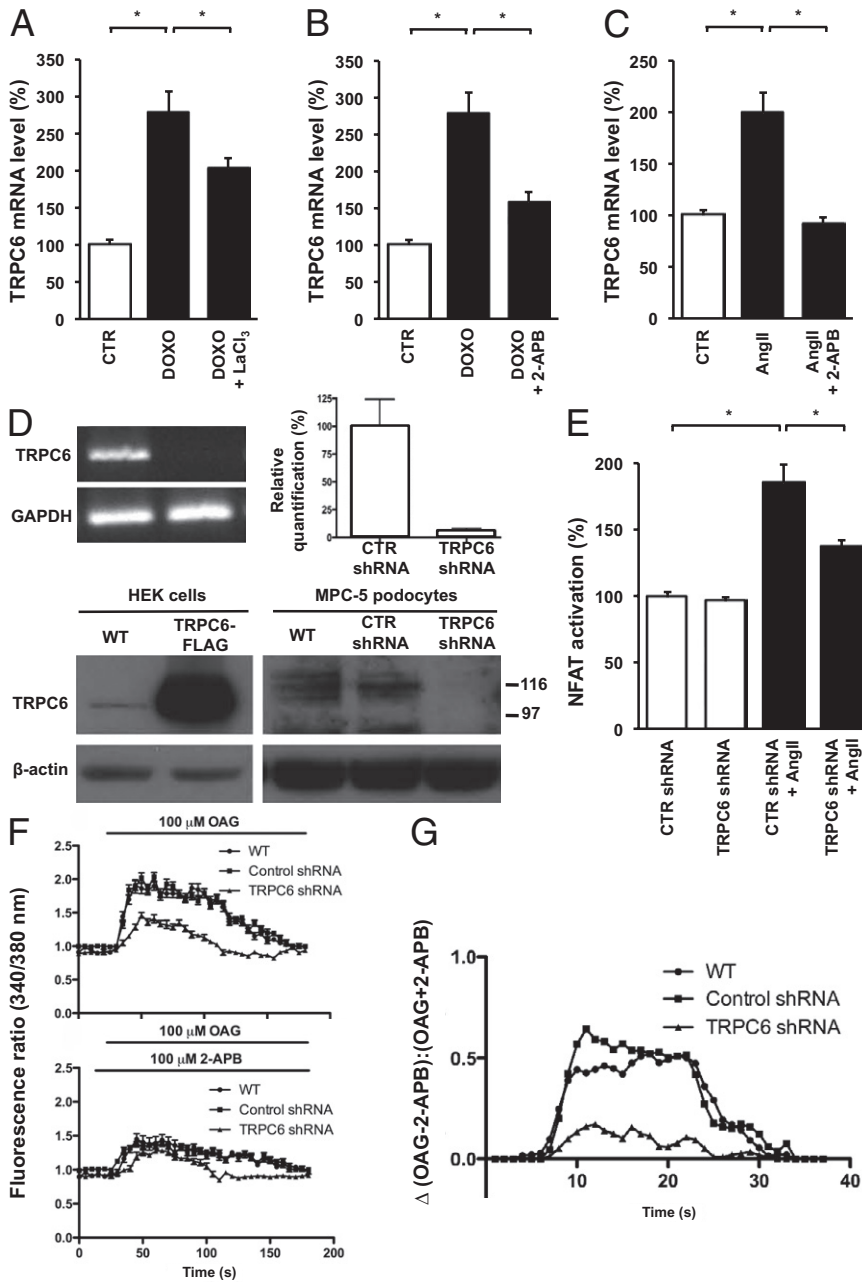 A
*
*
TRPC6 mRNA level (%)
350
300
250
200
150
100
50
0
CTR
DOXO
DOXO
+ LaCl₃
B
*
*
TRPC6 mRNA level (%)
350
300
250
200
150
100
50
0
CTR
DOXO
DOXO
+ 2-APB
C
*
*
TRPC6 mRNA level (%)
250
200
150
100
50
0
CTR
AngII
AngII
+ 2-APB
D
TRPC6
GAPDH
Relative
quantification (%)
125
100
75
50
25
0
CTR
shRNA
TRPC6
shRNA
HEK cells
WT
TRPC6-
FLAG
MPC-5 podocytes
WT
CTR
shRNA
TRPC6
shRNA
TRPC6
116
97
β-actin
E
*
*
NFAT activation (%)
200
150
100
50
0
CTR shRNA
TRPC6 shRNA
CTR shRNA
+ AngII
TRPC6 shRNA
+ AngII
F
Fluorescence ratio (340/380 nm)
100 µM OAG
WT
Control shRNA
TRPC6 shRNA
2.5
2.0
1.5
1.0
0.5
0.0
100 µM OAG
100 µM 2-APB
WT
Control shRNA
TRPC6 shRNA
2.5
2.0
1.5
1.0
0.5
0.0
0
50
100
150
200
Time (s)
G
Δ (OAG-2-APB):(OAG+2-APB)
WT
Control shRNA
TRPC6 shRNA
1.0
0.5
0.0
10
20
30
40
Time (s)